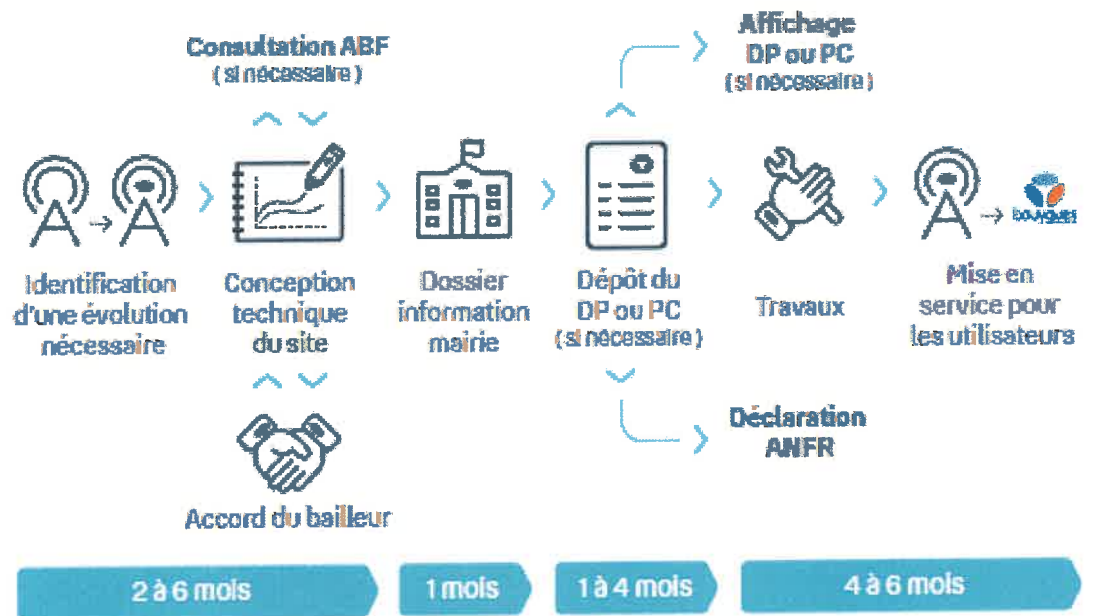 Consultation ABF
(si nécessaire)
Affichage
DP ou PC
(si nécessaire)
Identification
d'une évolution
nécessaire
Conception
technique
du site
Dossier
information
mairie
Dépôt du
DP ou PC
(si nécessaire)
Travaux
bouygues
Mise en
service pour
les utilisateurs
Accord du bailleur
Déclaration
ANFR
2 à 6 mois
1 mois
1 à 4 mois
4 à 6 mois